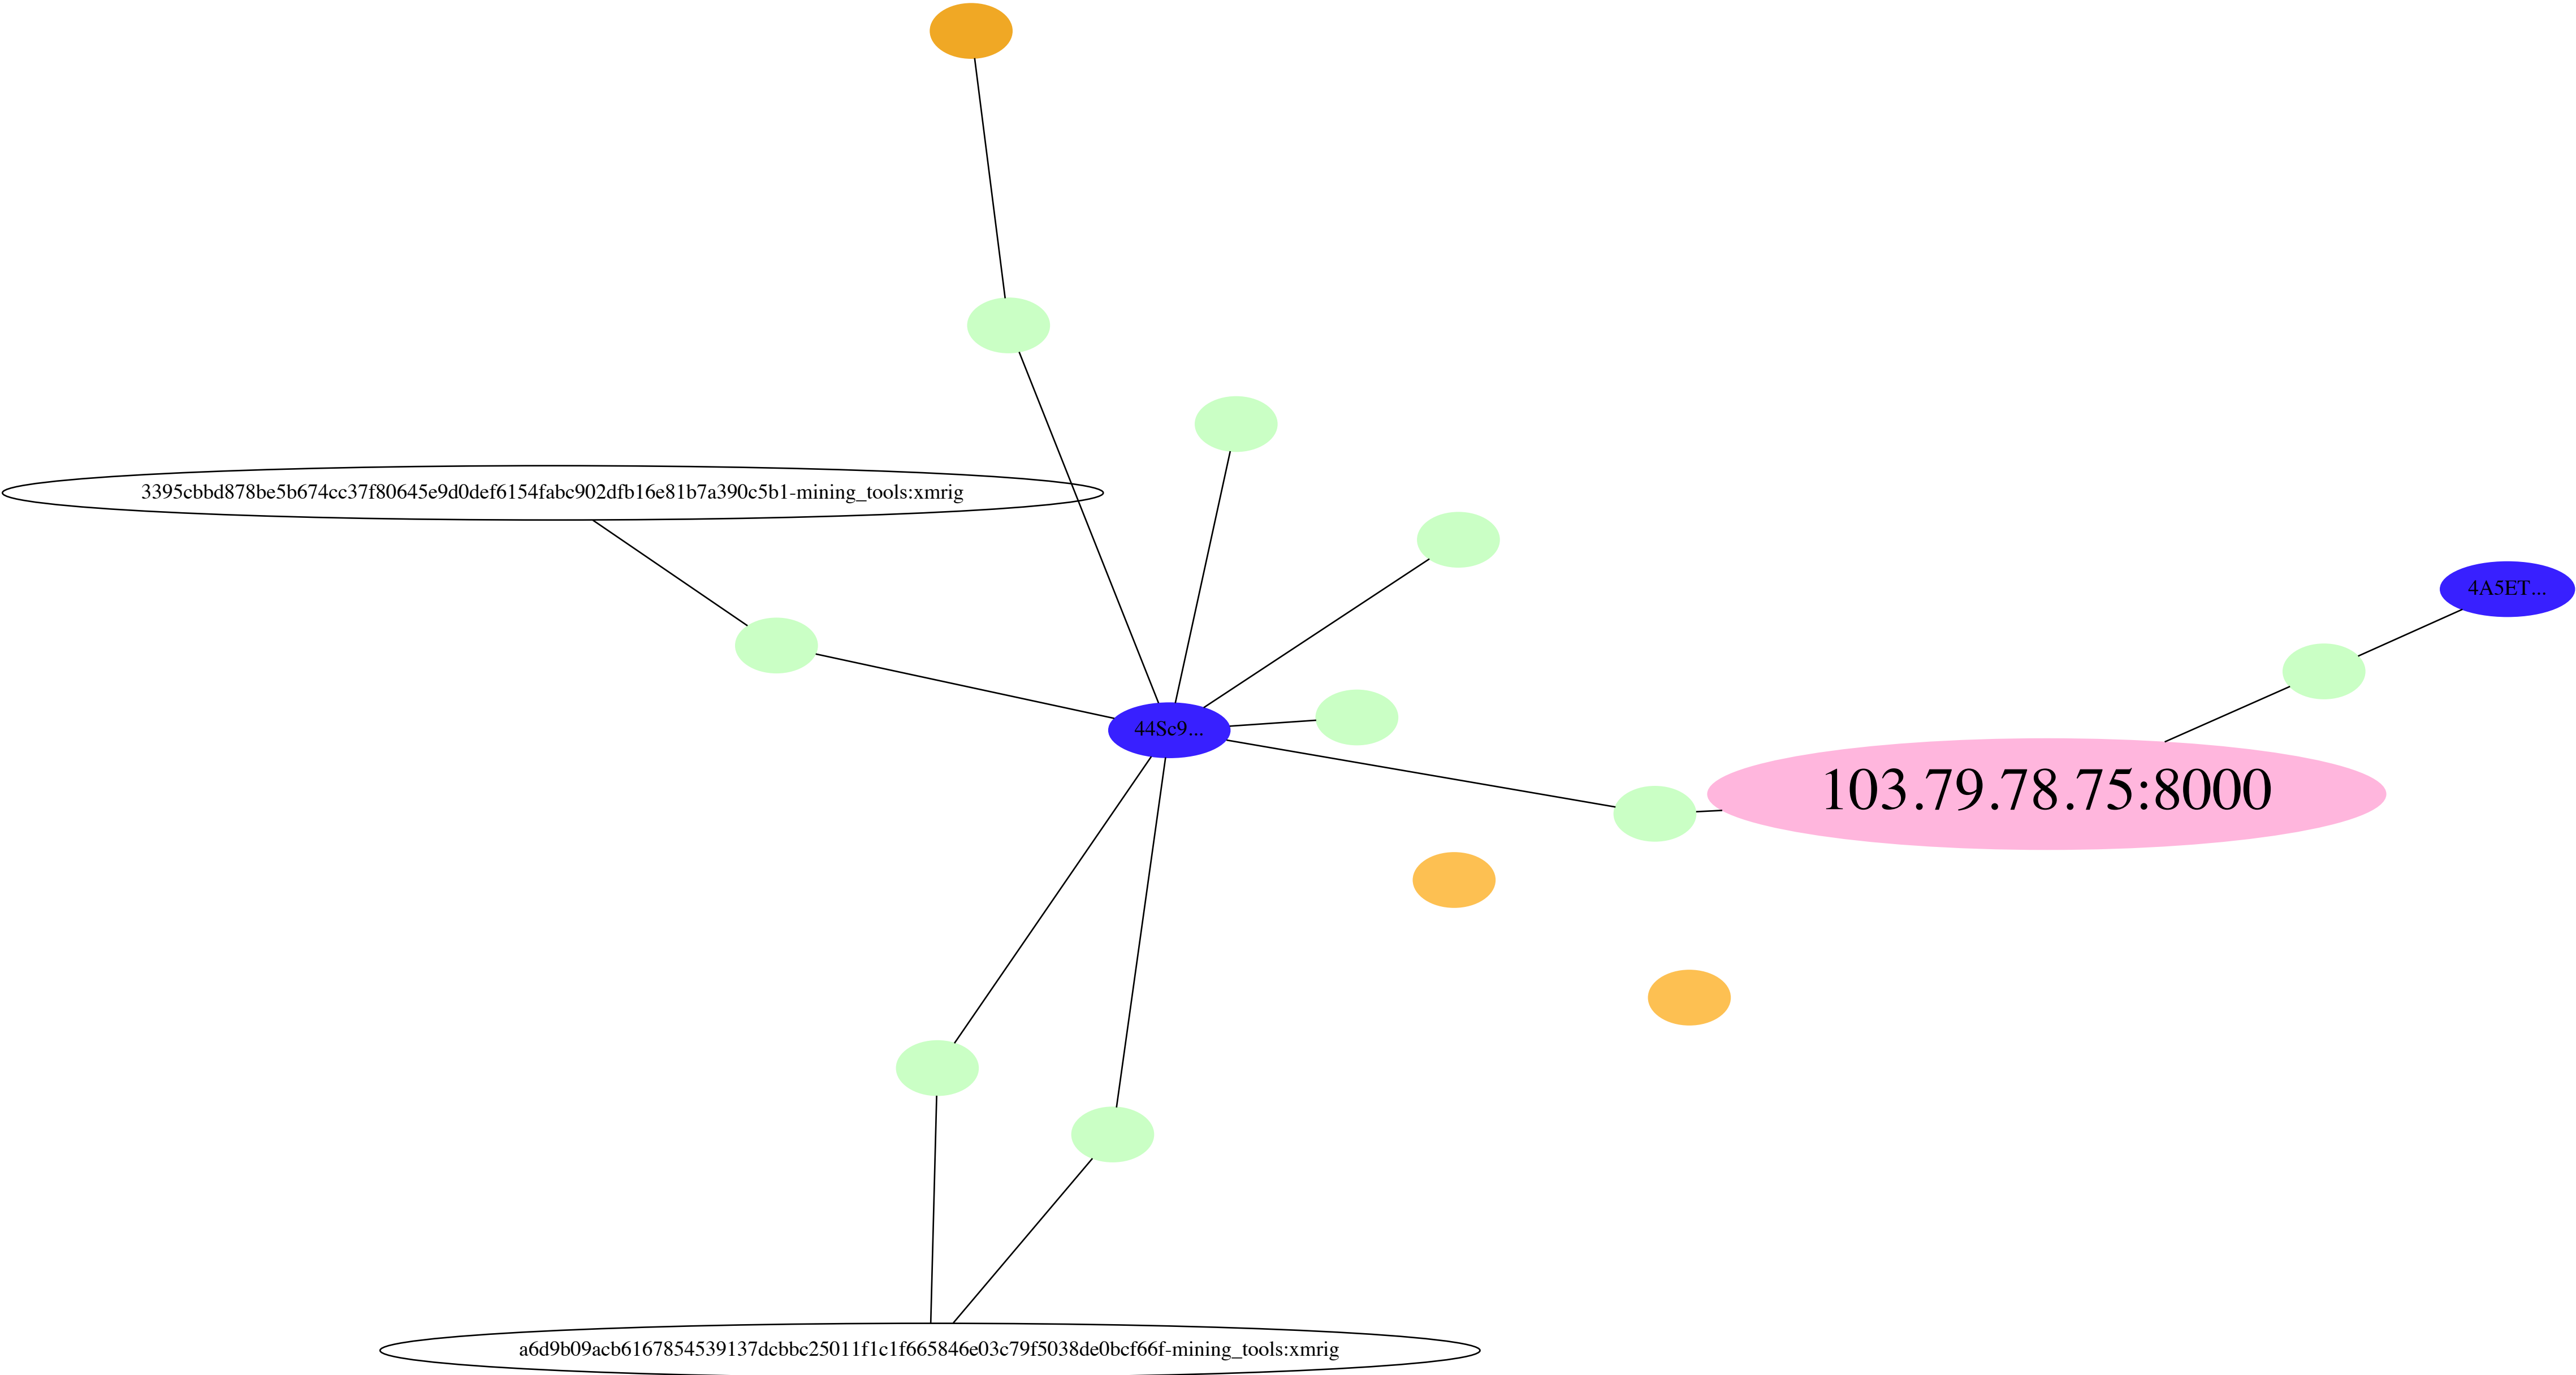 3395cbbd878be5b674cc37f80645e9d0def6154fabc902dfb16e81b7a390c5b1-mining_tools:xmrig
4A5ET...
44Sc9...
103.79.78.75:8000
a6d9b09acb6167854539137dcbbc25011f1c1f665846e03c79f5038de0bcf66f-mining_tools:xmrig